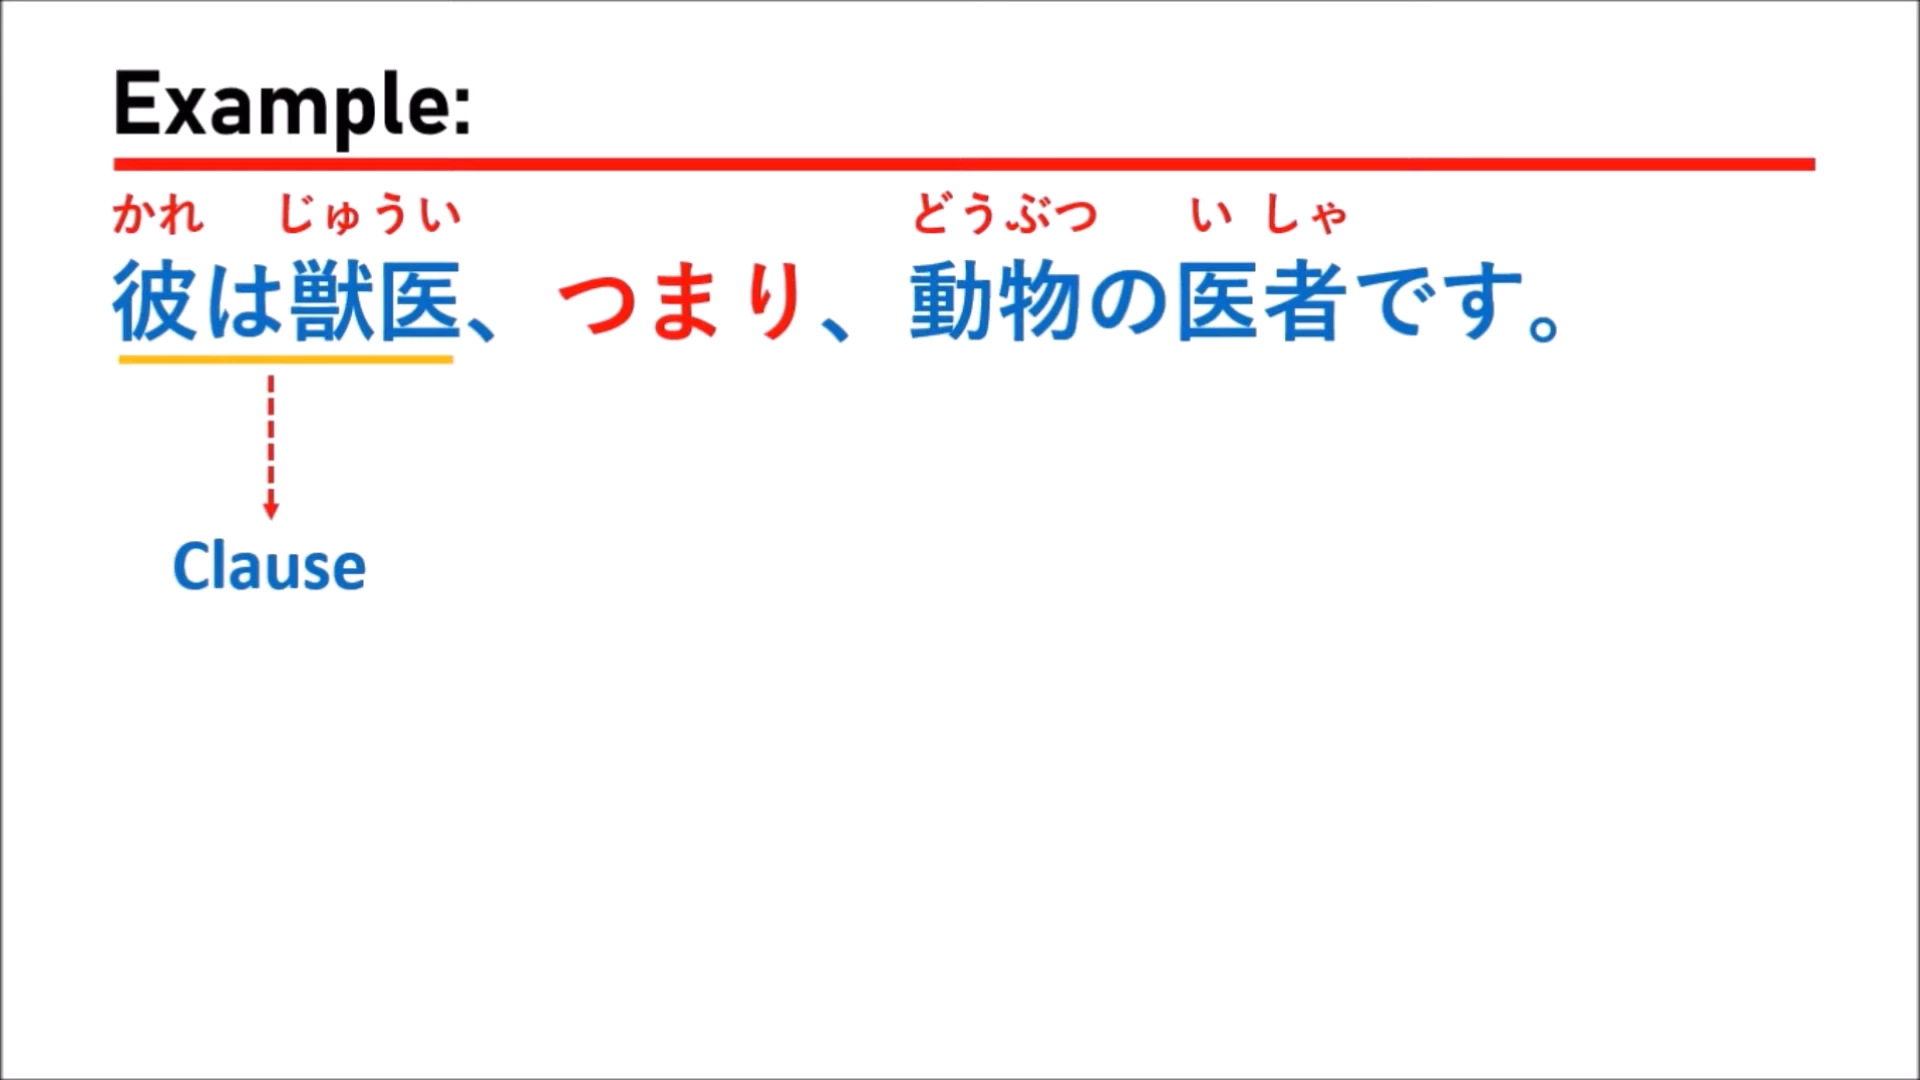 Example:
かれ じゅうい どうぶつ い しゃ
彼は獣医、つまり、動物の医者です。
Clause